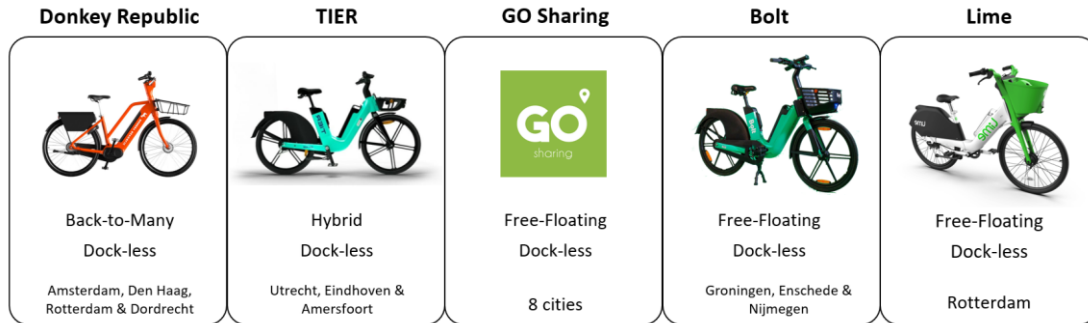 Donkey Republic
Back-to-Many
Dock-less
Amsterdam, Den Haag,
Rotterdam & Dordrecht
TIER
Hybrid
Dock-less
Utrecht, Eindhoven &
Amersfoort
GO Sharing
GO
sharing
Free-Floating
Dock-less
8 cities
Bolt
Free-Floating
Dock-less
Groningen, Enschede &
Nijmegen
Lime
Free-Floating
Dock-less
Rotterdam